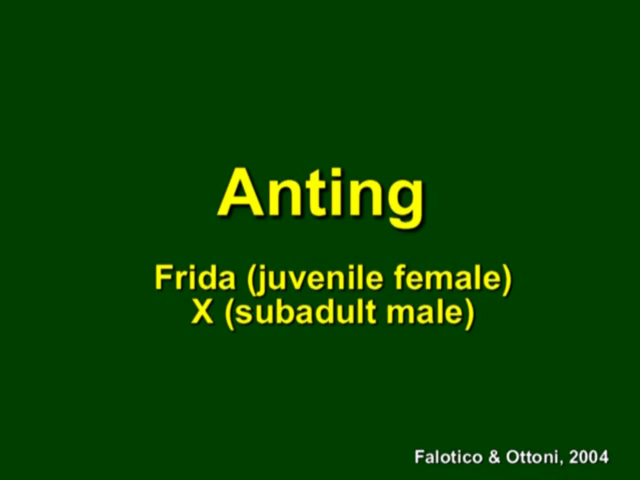 Anting
Frida (juvenile female)
X (subadult male)
Falotico & Ottoni, 2004